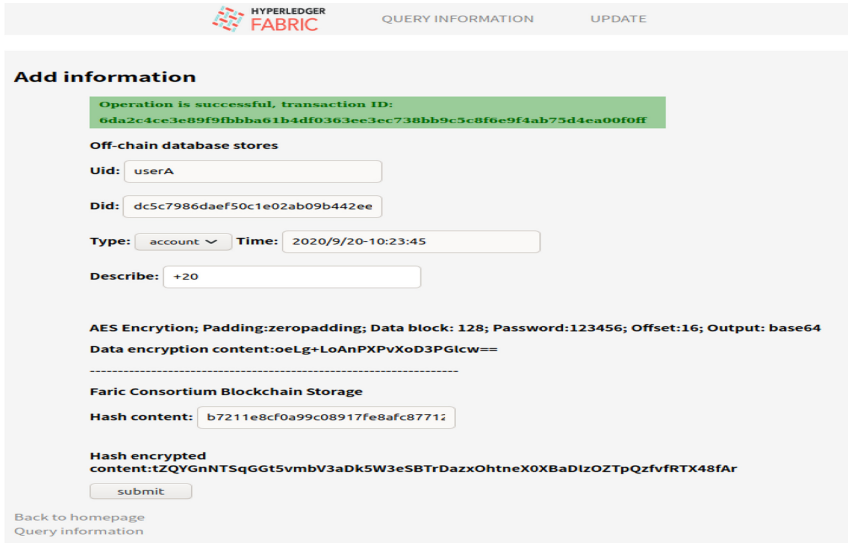 HYPERLEDGER
FABRIC
QUERY INFORMATION
UPDATE
Add information
Operation is successful, transaction ID:
6da2c4ce3e89f9fbbba61b4df0363ee3ec738bb9c5c8f6e9f4ab75d4ea00f0ff
Off-chain database stores
Uid: userA
Did: dc5c7986daef50c1e02ab09b442ee
Type: account Time: 2020/9/20-10:23:45
Describe: +20
AES Encrytion; Padding:zeropadding; Data block: 128; Password:123456; Offset:16; Output: base64
Data encryption content:oeLg+LoAnPXPvXoD3PGlcw==
------------------------------------------------------------------
Faric Consortium Blockchain Storage
Hash content: b7211e8cf0a99c08917fe8afc87712
Hash encrypted
content:tZQYGnNTSqGGt5vmbV3aDk5W3eSBTrDazxOhtneX0XBaDlzOZTpQzfvfRTX48fAr
submit
Back to homepage
Query information